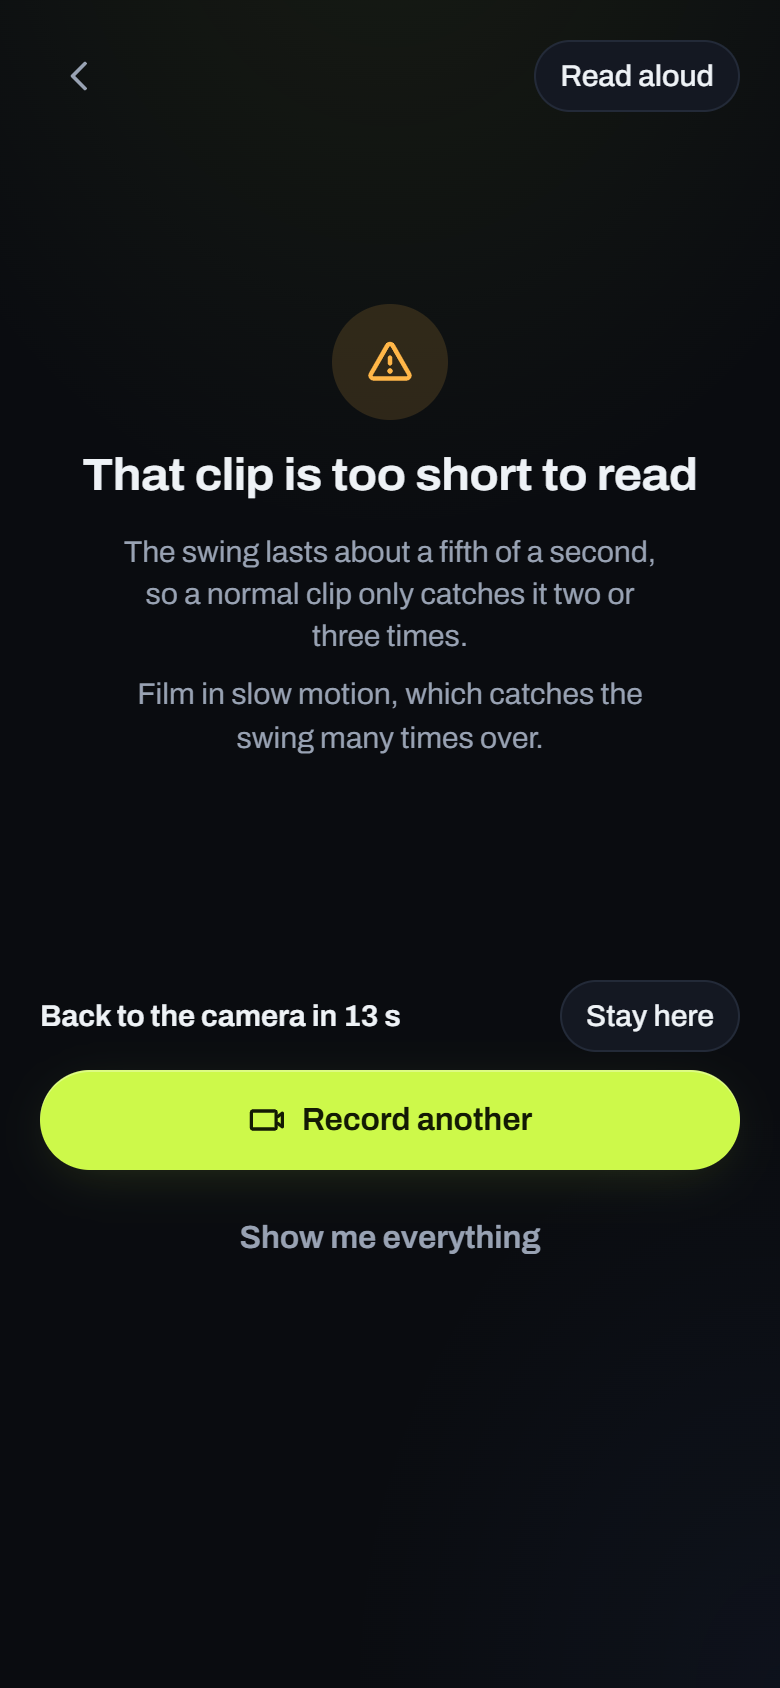 Read aloud
That clip is too short to read
The swing lasts about a fifth of a second,
so a normal clip only catches it two or
three times.
Film in slow motion, which catches the
swing many times over.
Back to the camera in 13 s
Stay here
Record another
Show me everything